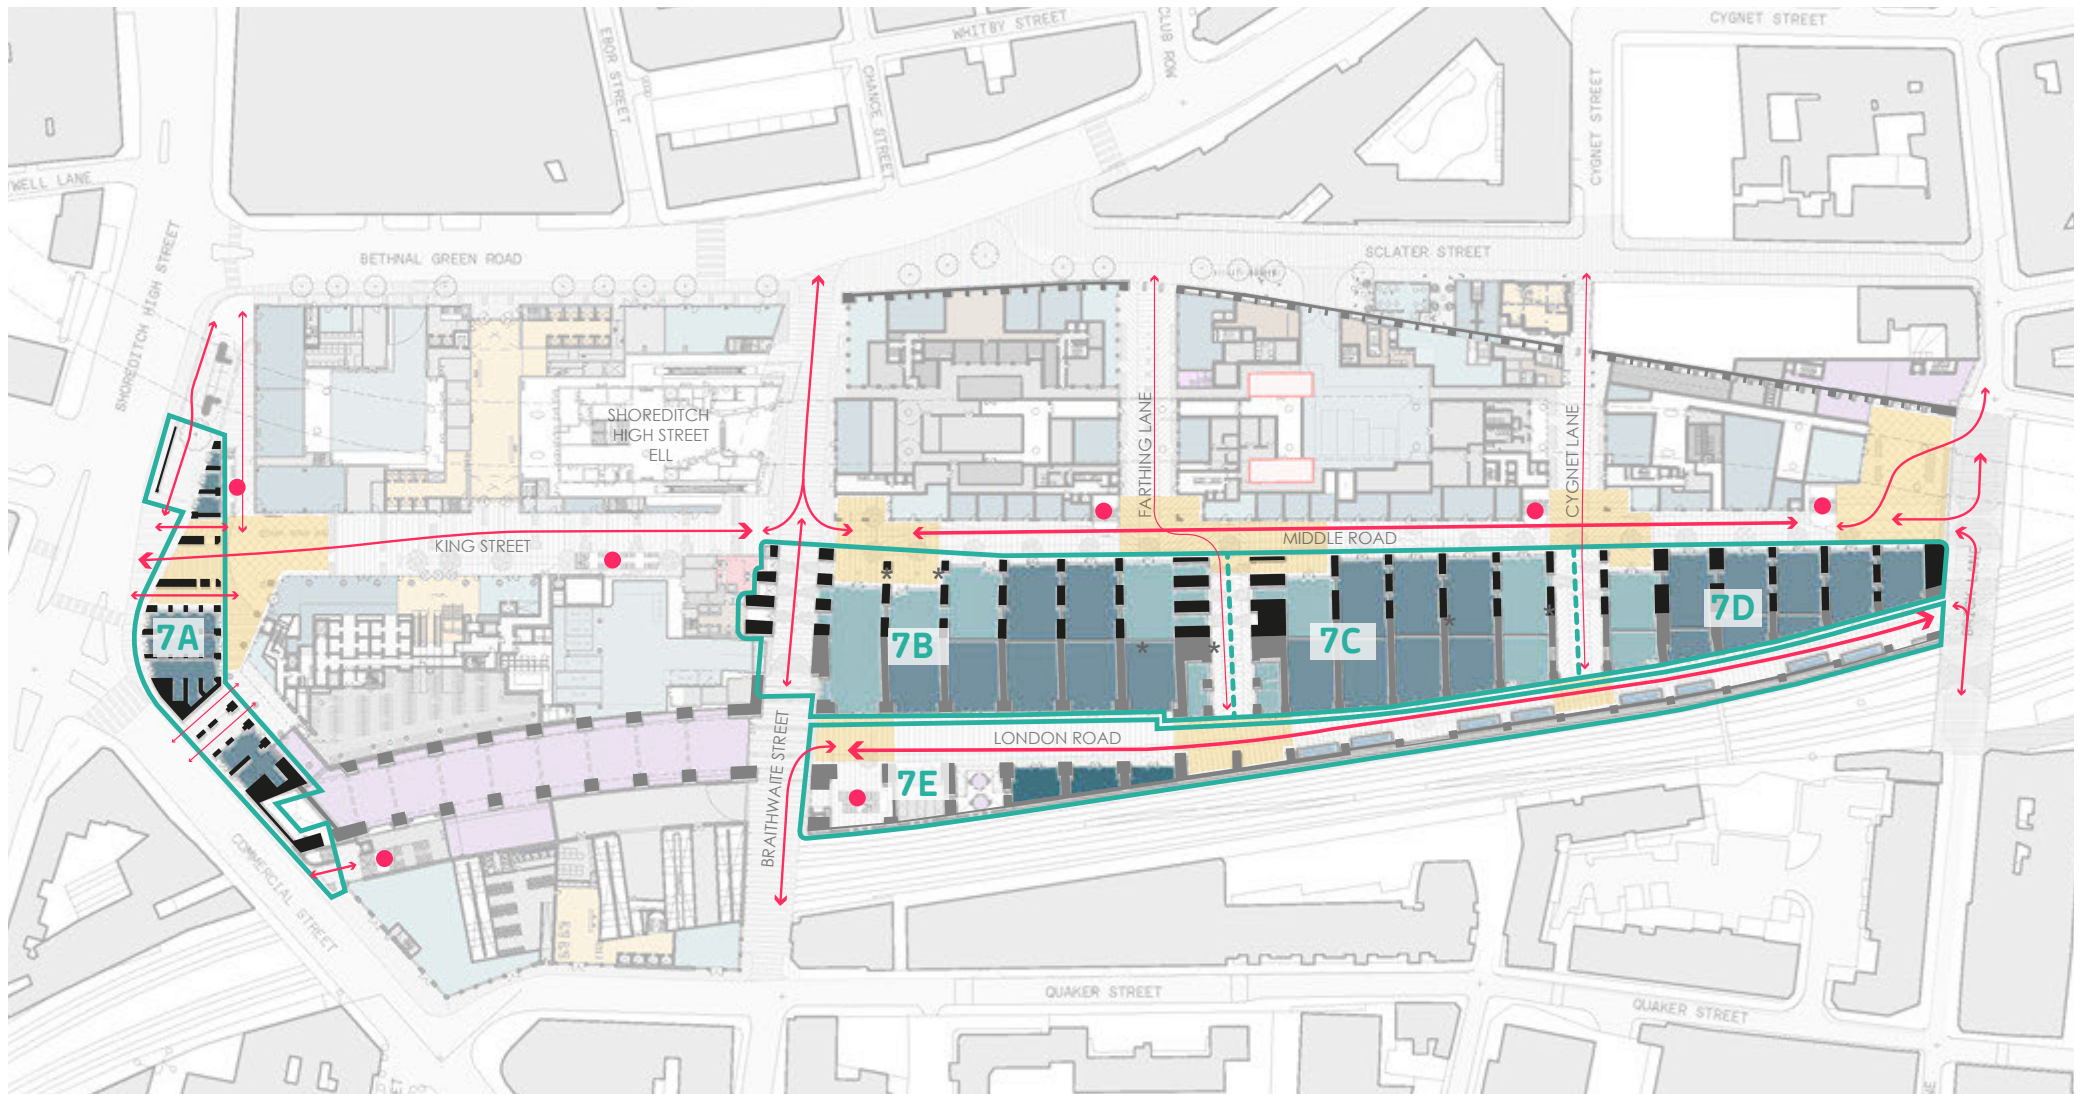 CYGNET STREET
WHITBY STREET
CLUB ROW
EBOR STREET
CHANCE STREET
CYGNET STREET
WELL LANE
SHOREDITCH HIGH STREET
BETHNAL GREEN ROAD
SCLATER STREET
SHOREDITCH
HIGH STREET
ELL
FARTHING LANE
CYGNET LANE
KING STREET
MIDDLE ROAD
7A
7B
7C
7D
LONDON ROAD
7E
BRAITHWAITE STREET
COMMERCIAL STREET
QUAKER STREET
QUAKER STREET